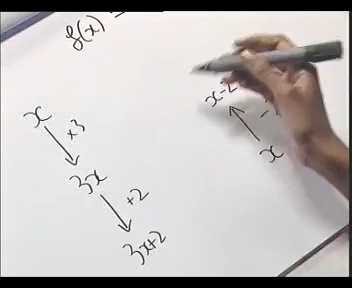 f(x) =
x
×3
3x
+2
3x+2
x-2
-
x